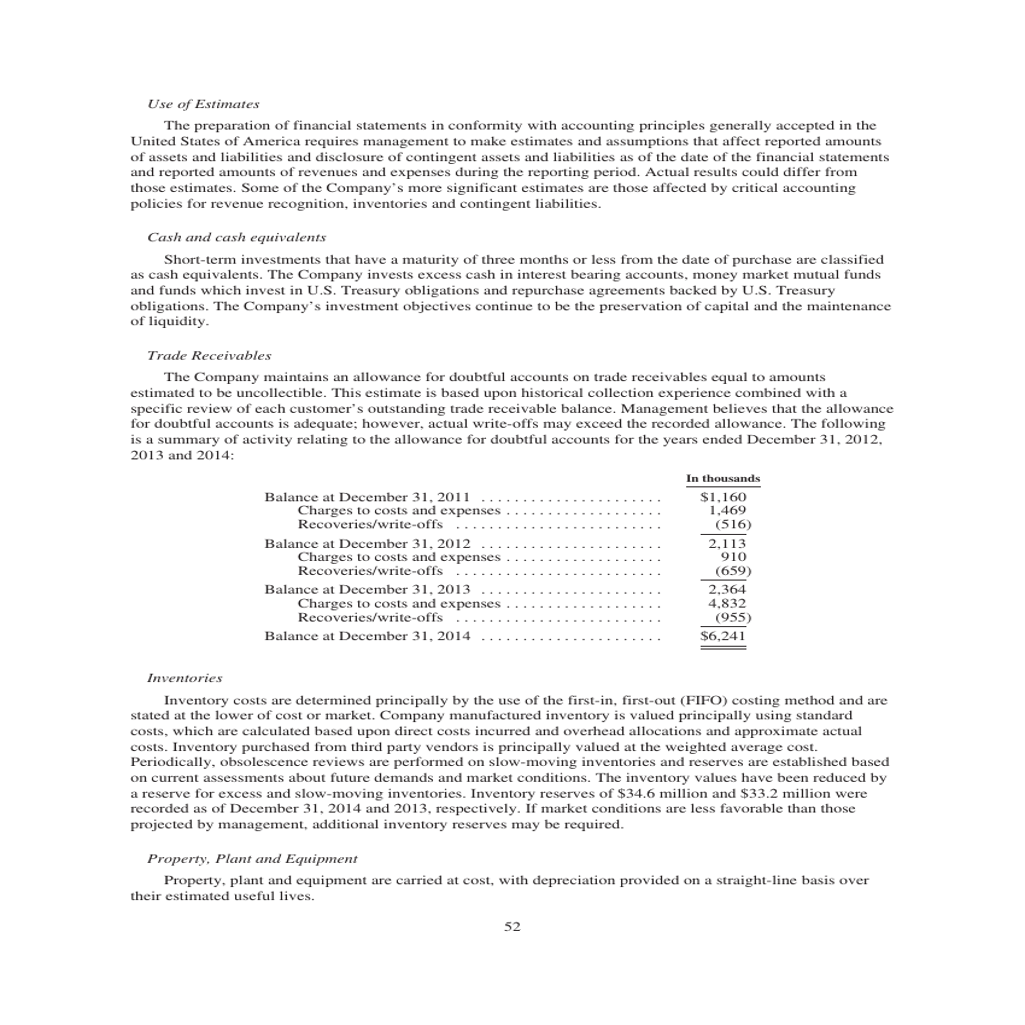 Use of Estimates
The preparation of financial statements in conformity with accounting principles generally accepted in the
United States of America requires management to make estimates and assumptions that affect reported amounts
of assets and liabilities and disclosure of contingent assets and liabilities as of the date of the financial statements
and reported amounts of revenues and expenses during the reporting period. Actual results could differ from
those estimates. Some of the Company's more significant estimates are those affected by critical accounting
policies for revenue recognition, inventories and contingent liabilities.
Cash and cash equivalents
Short-term investments that have a maturity of three months or less from the date of purchase are classified
as cash equivalents. The Company invests excess cash in interest bearing accounts, money market mutual funds
and funds which invest in U.S. Treasury obligations and repurchase agreements backed by U.S. Treasury
obligations. The Company's investment objectives continue to be the preservation of capital and the maintenance
of liquidity.
Trade Receivables
The Company maintains an allowance for doubtful accounts on trade receivables equal to amounts
estimated to be uncollectible. This estimate is based upon historical collection experience combined with a
specific review of each customer's outstanding trade receivable balance. Management believes that the allowance
for doubtful accounts is adequate; however, actual write-offs may exceed the recorded allowance. The following
is a summary of activity relating to the allowance for doubtful accounts for the years ended December 31, 2012,
2013 and 2014:
In thousands
Balance at December 31, 2011 ...................... $1,160
Charges to costs and expenses ................... 1,469
Recoveries/write-offs ......................... (516)
Balance at December 31, 2012 ...................... 2,113
Charges to costs and expenses ................... 910
Recoveries/write-offs ......................... (659)
Balance at December 31, 2013 ...................... 2,364
Charges to costs and expenses ................... 4,832
Recoveries/write-offs ......................... (955)
Balance at December 31, 2014 ...................... $6,241
Inventories
Inventory costs are determined principally by the use of the first-in, first-out (FIFO) costing method and are
stated at the lower of cost or market. Company manufactured inventory is valued principally using standard
costs, which are calculated based upon direct costs incurred and overhead allocations and approximate actual
costs. Inventory purchased from third party vendors is principally valued at the weighted average cost.
Periodically, obsolescence reviews are performed on slow-moving inventories and reserves are established based
on current assessments about future demands and market conditions. The inventory values have been reduced by
a reserve for excess and slow-moving inventories. Inventory reserves of $34.6 million and $33.2 million were
recorded as of December 31, 2014 and 2013, respectively. If market conditions are less favorable than those
projected by management, additional inventory reserves may be required.
Property, Plant and Equipment
Property, plant and equipment are carried at cost, with depreciation provided on a straight-line basis over
their estimated useful lives.
52